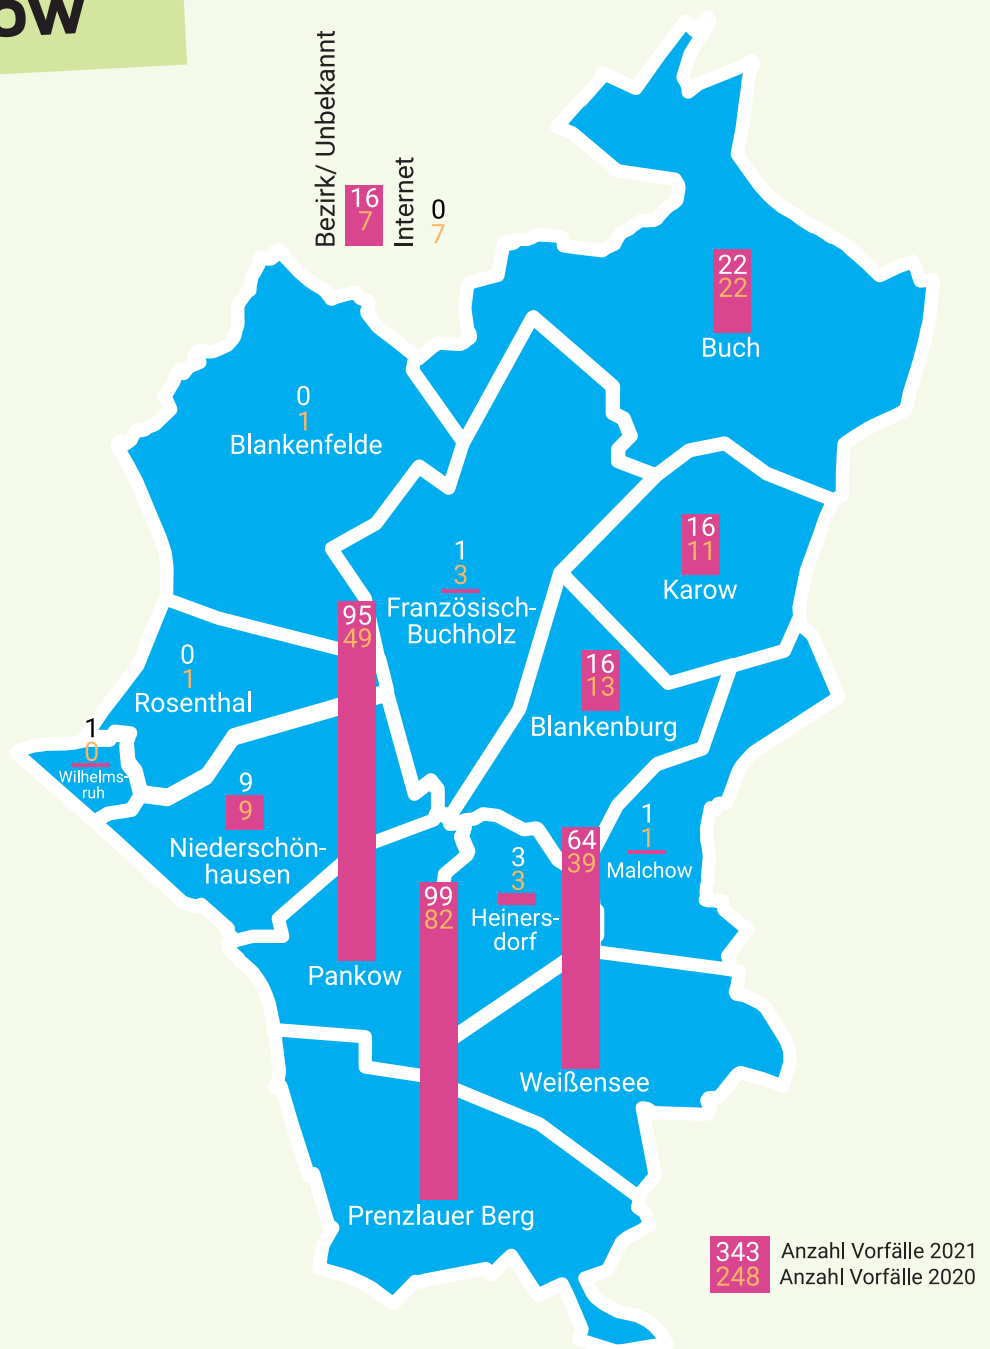 ow
Bezirk/ Unbekannt
16
7
Internet
0
7
22
22
Buch
0
1
Blankenfelde
16
11
Karow
1
3
Französisch-
Buchholz
95
49
Pankow
0
1
Rosenthal
16
13
Blankenburg
1
0
Wilhelms-
ruh
9
9
Niederschön-
hausen
1
1
Malchow
64
39
Weißensee
3
3
Heiners-
dorf
99
82
Prenzlauer Berg
343 Anzahl Vorfälle 2021
248 Anzahl Vorfälle 2020